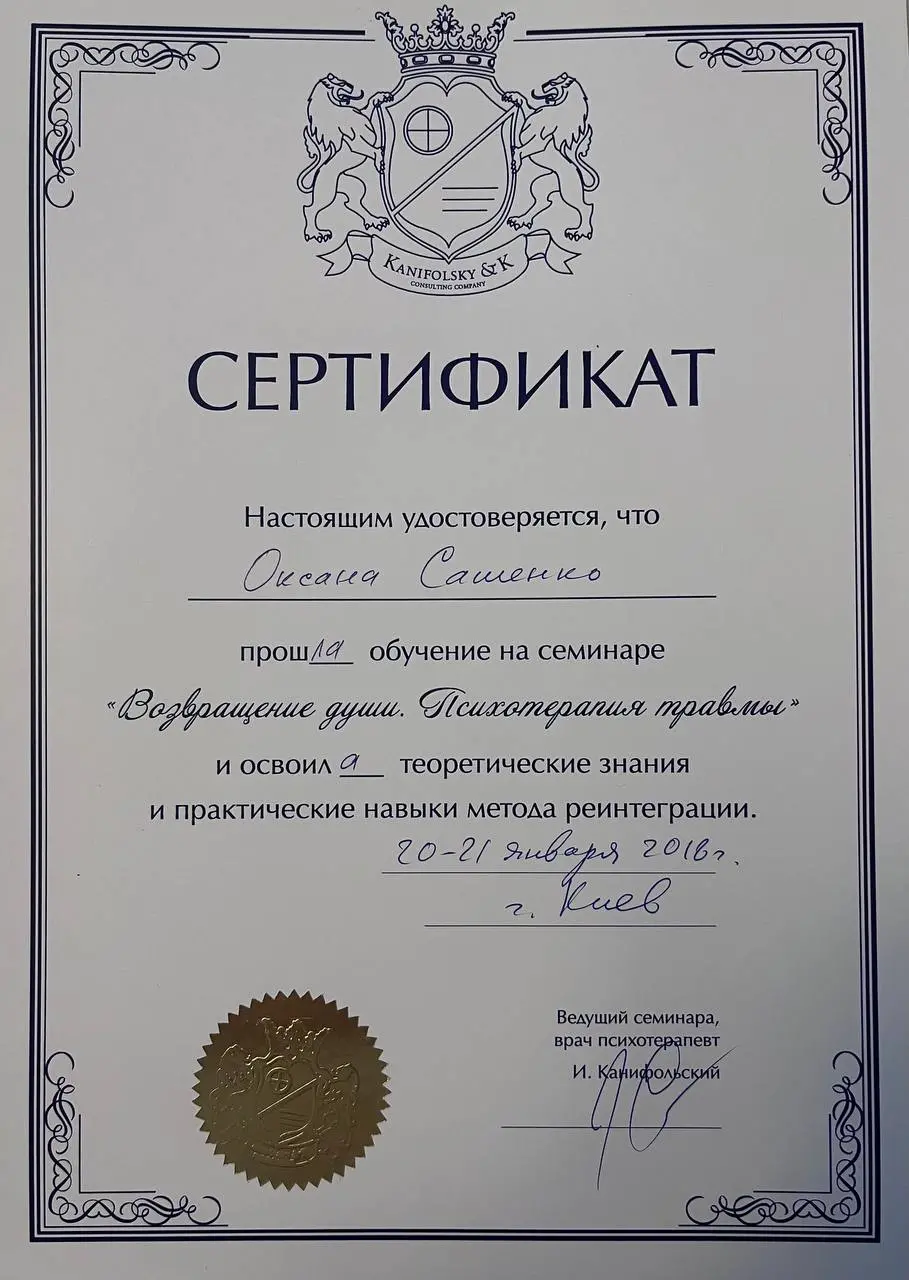 KANIFOLSKY & K
CONSULTING COMPANY
СЕРТИФИКАТ
Настоящим удостоверяется, что
Оксана Сашенко
прошла обучение на семинаре
«Возвращение души. Психотерапия травмы»
и освоила теоретические знания
и практические навыки метода реинтеграции.
20-21 января 2018г.
г. Киев
Ведущий семинара,
врач психотерапевт
И. Канифольский